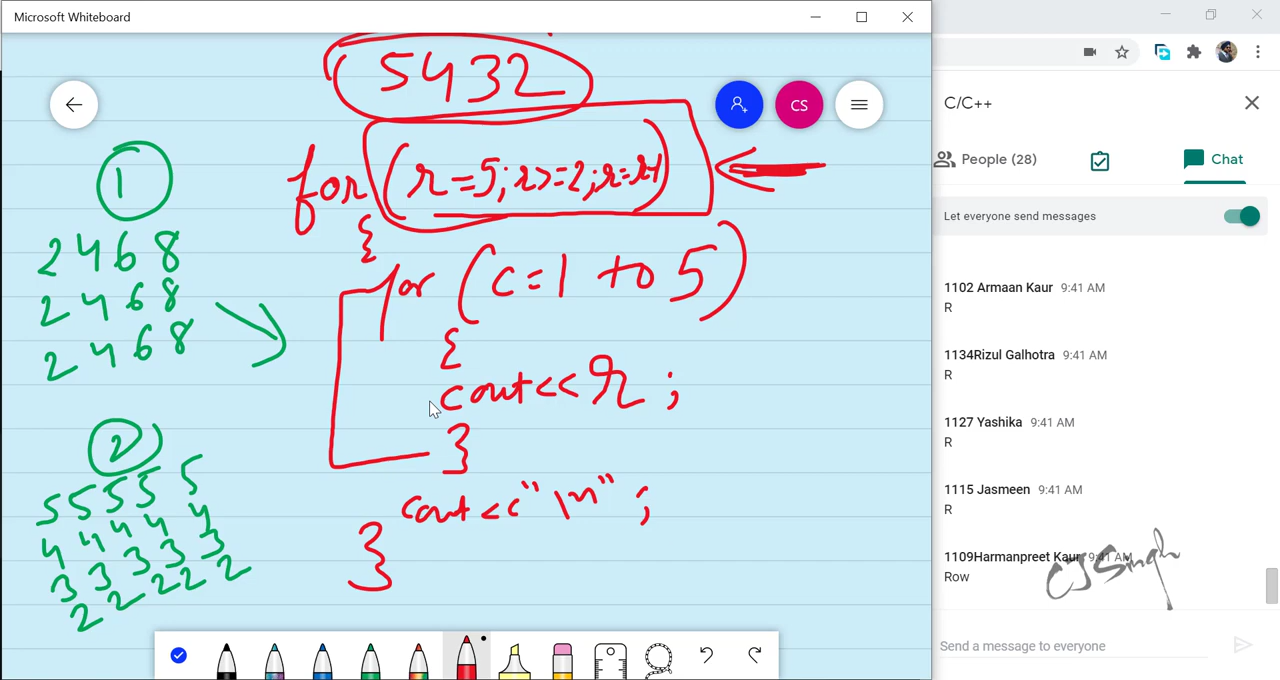 Microsoft Whiteboard
5432
CS
for (r=5;r>=2;r=r-1)
{
for (c=1 to 5)
{
cout<<r;
}
cout<<"\n";
}
1
2 4 6 8
2 4 6 8
2 4 6 8
2
5 5 5 5 5
4 4 4 4 4
3 3 3 3 3
2 2 2 2 2
C/C++
People (28)
Chat
Let everyone send messages
1102 Armaan Kaur 9:41 AM
R
1134Rizul Galhotra 9:41 AM
R
1127 Yashika 9:41 AM
R
1115 Jasmeen 9:41 AM
R
1109Harmanpreet Kaur 9:41 AM
Row
CJSingh
Send a message to everyone